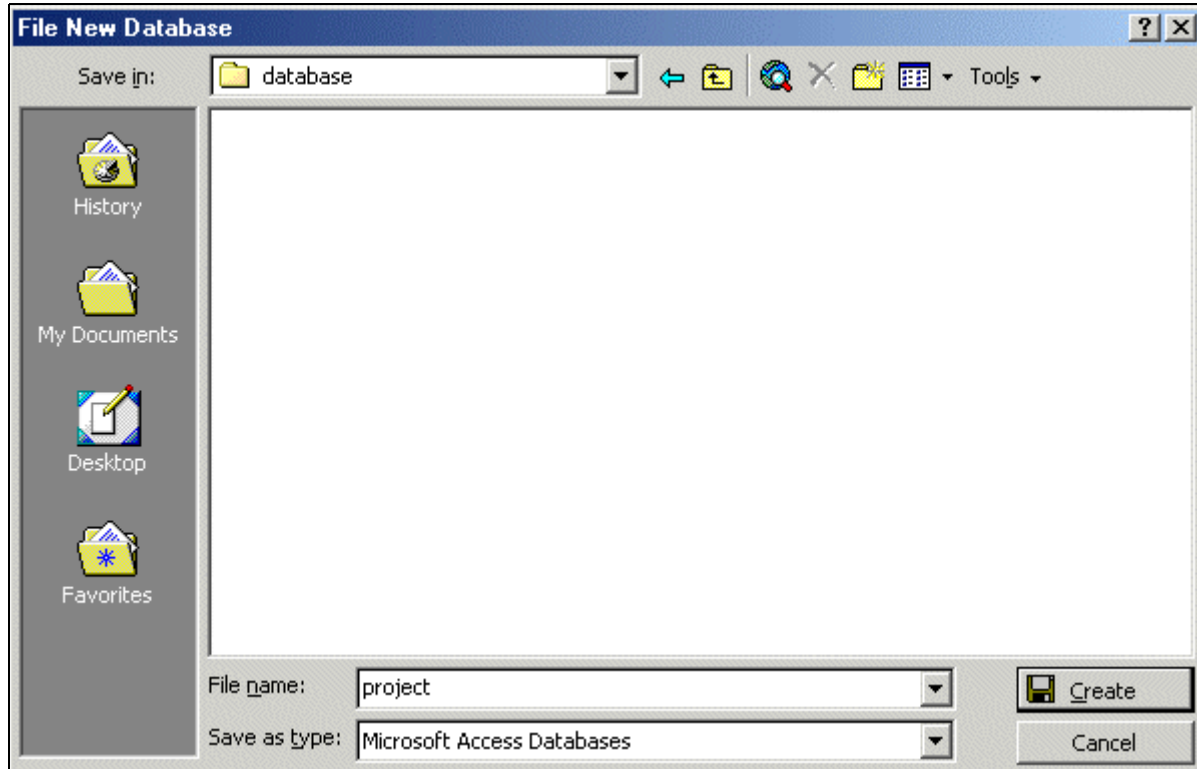 File New Database
Save in:
database
Tools
History
My Documents
Desktop
Favorites
File name:
project
Create
Save as type:
Microsoft Access Databases
Cancel